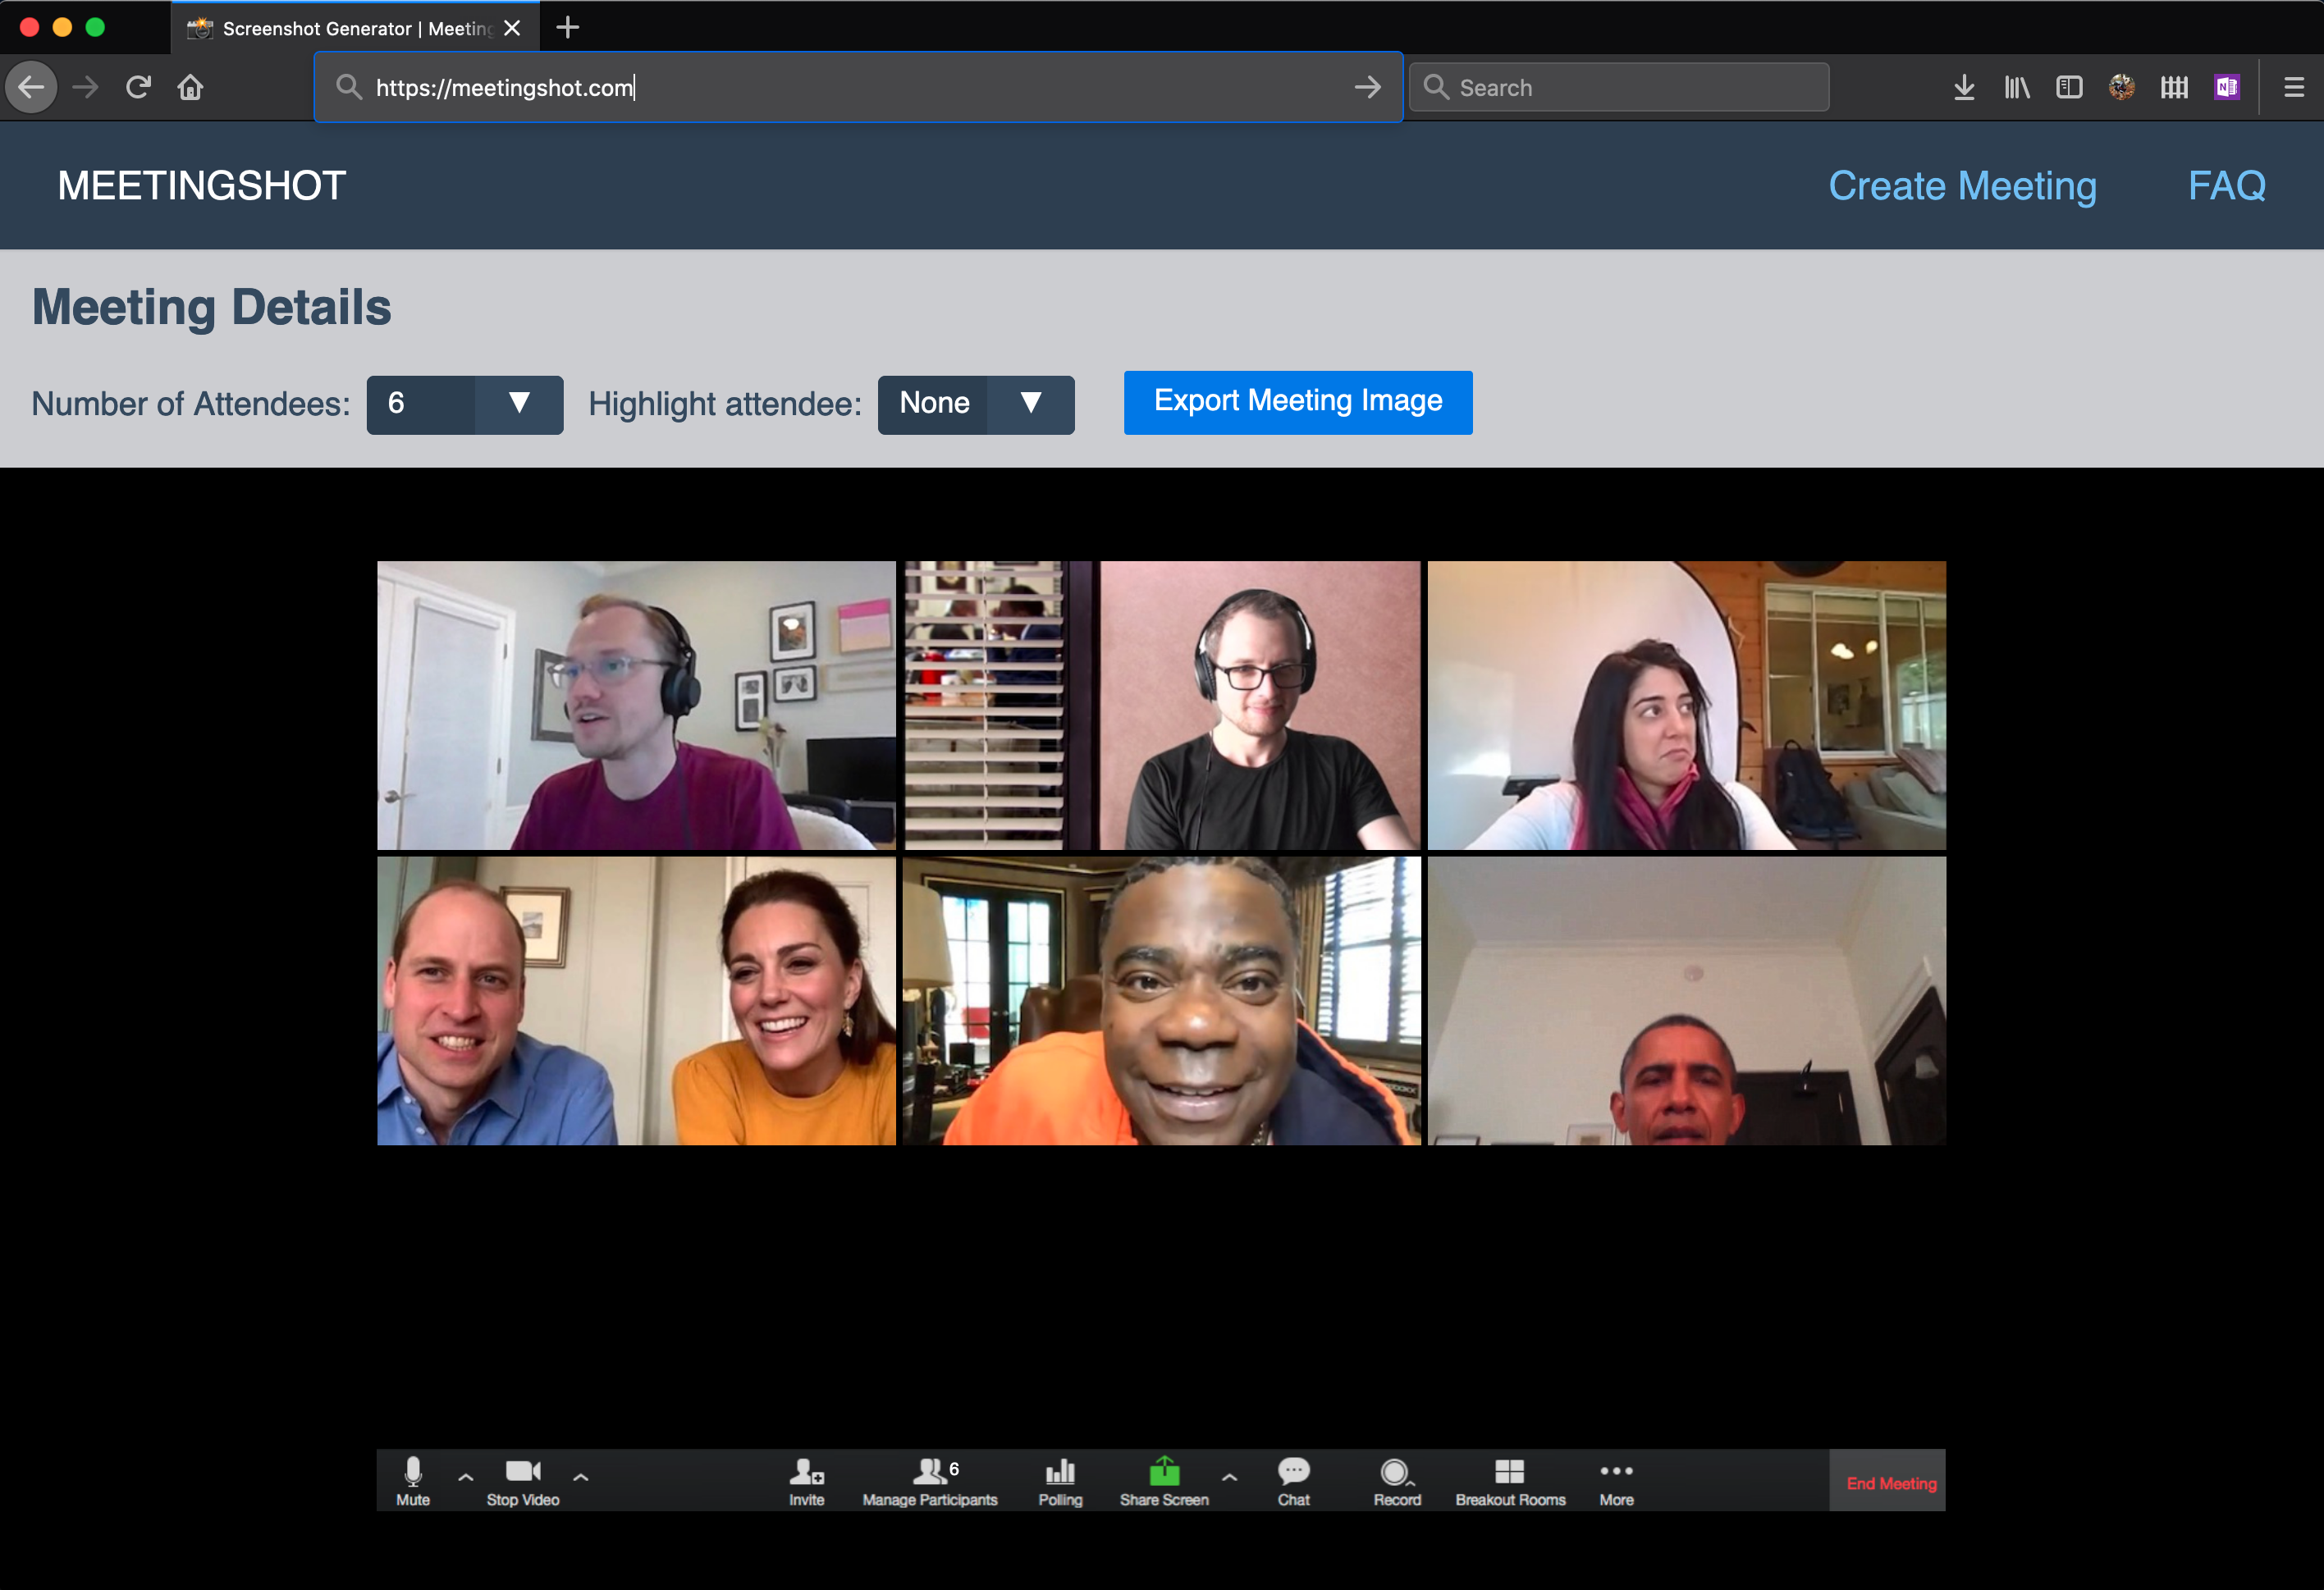 Screenshot Generator | Meeting
https://meetingshot.com
Search
MEETINGSHOT
Create Meeting
FAQ
Meeting Details
Number of Attendees:
6
Highlight attendee:
None
Export Meeting Image
6
Mute
Stop Video
Invite
Manage Participants
Polling
Share Screen
Chat
Record
Breakout Rooms
More
End Meeting